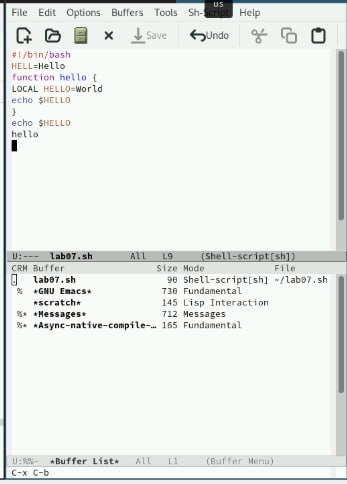 us
File Edit Options Buffers Tools Sh-Script Help
Save Undo
#!/bin/bash
HELL=Hello
function hello {
LOCAL HELLO=World
echo $HELLO
}
echo $HELLO
hello
U:--- lab07.sh All L9 (Shell-script[sh])
CRM Buffer Size Mode File
. lab07.sh 90 Shell-script[sh] ~/lab07.sh
% *GNU Emacs* 730 Fundamental
*scratch* 145 Lisp Interaction
%* *Messages* 712 Messages
%* *Async-native-compile-… 165 Fundamental
U:%%- *Buffer List* All L1 (Buffer Menu)
C-x C-b